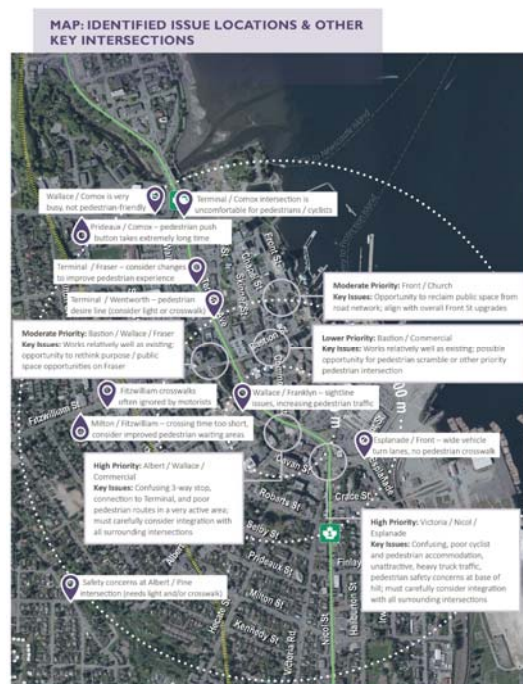 MAP: IDENTIFIED ISSUE LOCATIONS & OTHER
KEY INTERSECTIONS
Wallace / Comox is very
busy, not pedestrian-friendly
Terminal / Comox intersection is
uncomfortable for pedestrians / cyclists
Prideaux / Comox – pedestrian push
button takes extremely long time
Front St
Terminal / Fraser – consider changes
to improve pedestrian experience
Terminal / Wentworth – pedestrian
desire line (consider light or crosswalk)
Moderate Priority: Front / Church
Key Issues: Opportunity to reclaim public space from
road network; align with overall Front St upgrades
Moderate Priority: Bastion / Wallace / Fraser
Key Issues: Works relatively well as existing;
opportunity to rethink purpose / public
space opportunities on Fraser
Bastion St
Lower Priority: Bastion / Commercial
Key Issues: Works relatively well as existing; possible
opportunity for pedestrian scramble or other priority
pedestrian intersection
Fitzwilliam St
Fitzwilliam crosswalks
often ignored by motorists
Wallace / Franklyn – sightline
issues, increasing pedestrian traffic
Milton / Fitzwilliam – crossing time too short,
consider improved pedestrian waiting areas
Esplanade / Front – wide vehicle
turn lanes, no pedestrian crosswalk
Esplanade
Cavan St
High Priority: Albert / Wallace /
Commercial
Key Issues: Confusing 3-way stop,
connection to Terminal, and poor
pedestrian routes in a very active area;
must carefully consider integration with
all surrounding intersections
Roberts St
Crace St
Selby St
Prideaux St
High Priority: Victoria / Nicol /
Esplanade
Key Issues: Confusing, poor cyclist
and pedestrian accommodation,
unattractive, heavy truck traffic,
pedestrian safety concerns at base of
hill; must carefully consider integration
with all surrounding intersections
Safety concerns at Albert / Pine
intersection (needs light and/or crosswalk)
Milton St
Kennedy St
Hecate St
Victoria Rd
Nicol St
Haliburton St